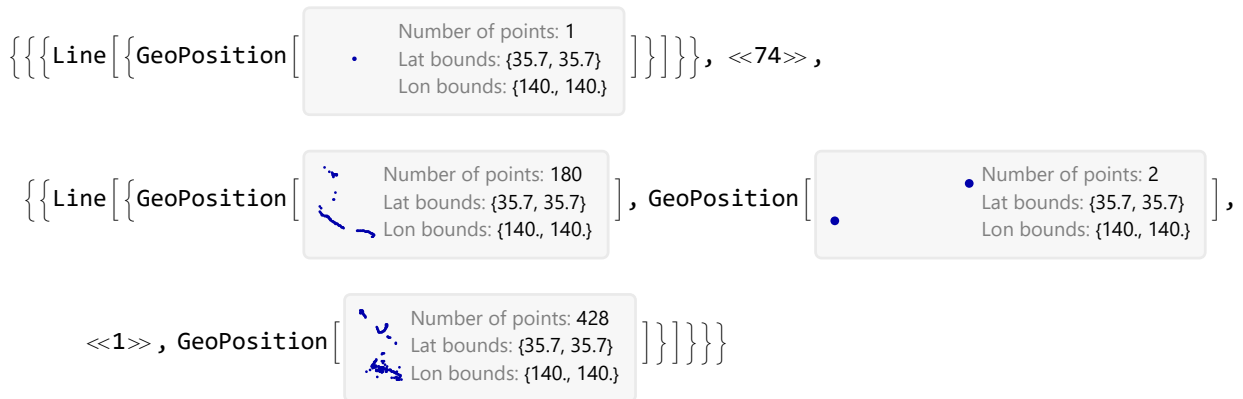 {{{Line[{GeoPosition[ Number of points: 1
Lat bounds: {35.7, 35.7}
Lon bounds: {140., 140.} ]}]}}, ≪74≫,
{{Line[{GeoPosition[ Number of points: 180
Lat bounds: {35.7, 35.7}
Lon bounds: {140., 140.} ], GeoPosition[ Number of points: 2
Lat bounds: {35.7, 35.7}
Lon bounds: {140., 140.} ],
≪1≫, GeoPosition[ Number of points: 428
Lat bounds: {35.7, 35.7}
Lon bounds: {140., 140.} ]}]}}}